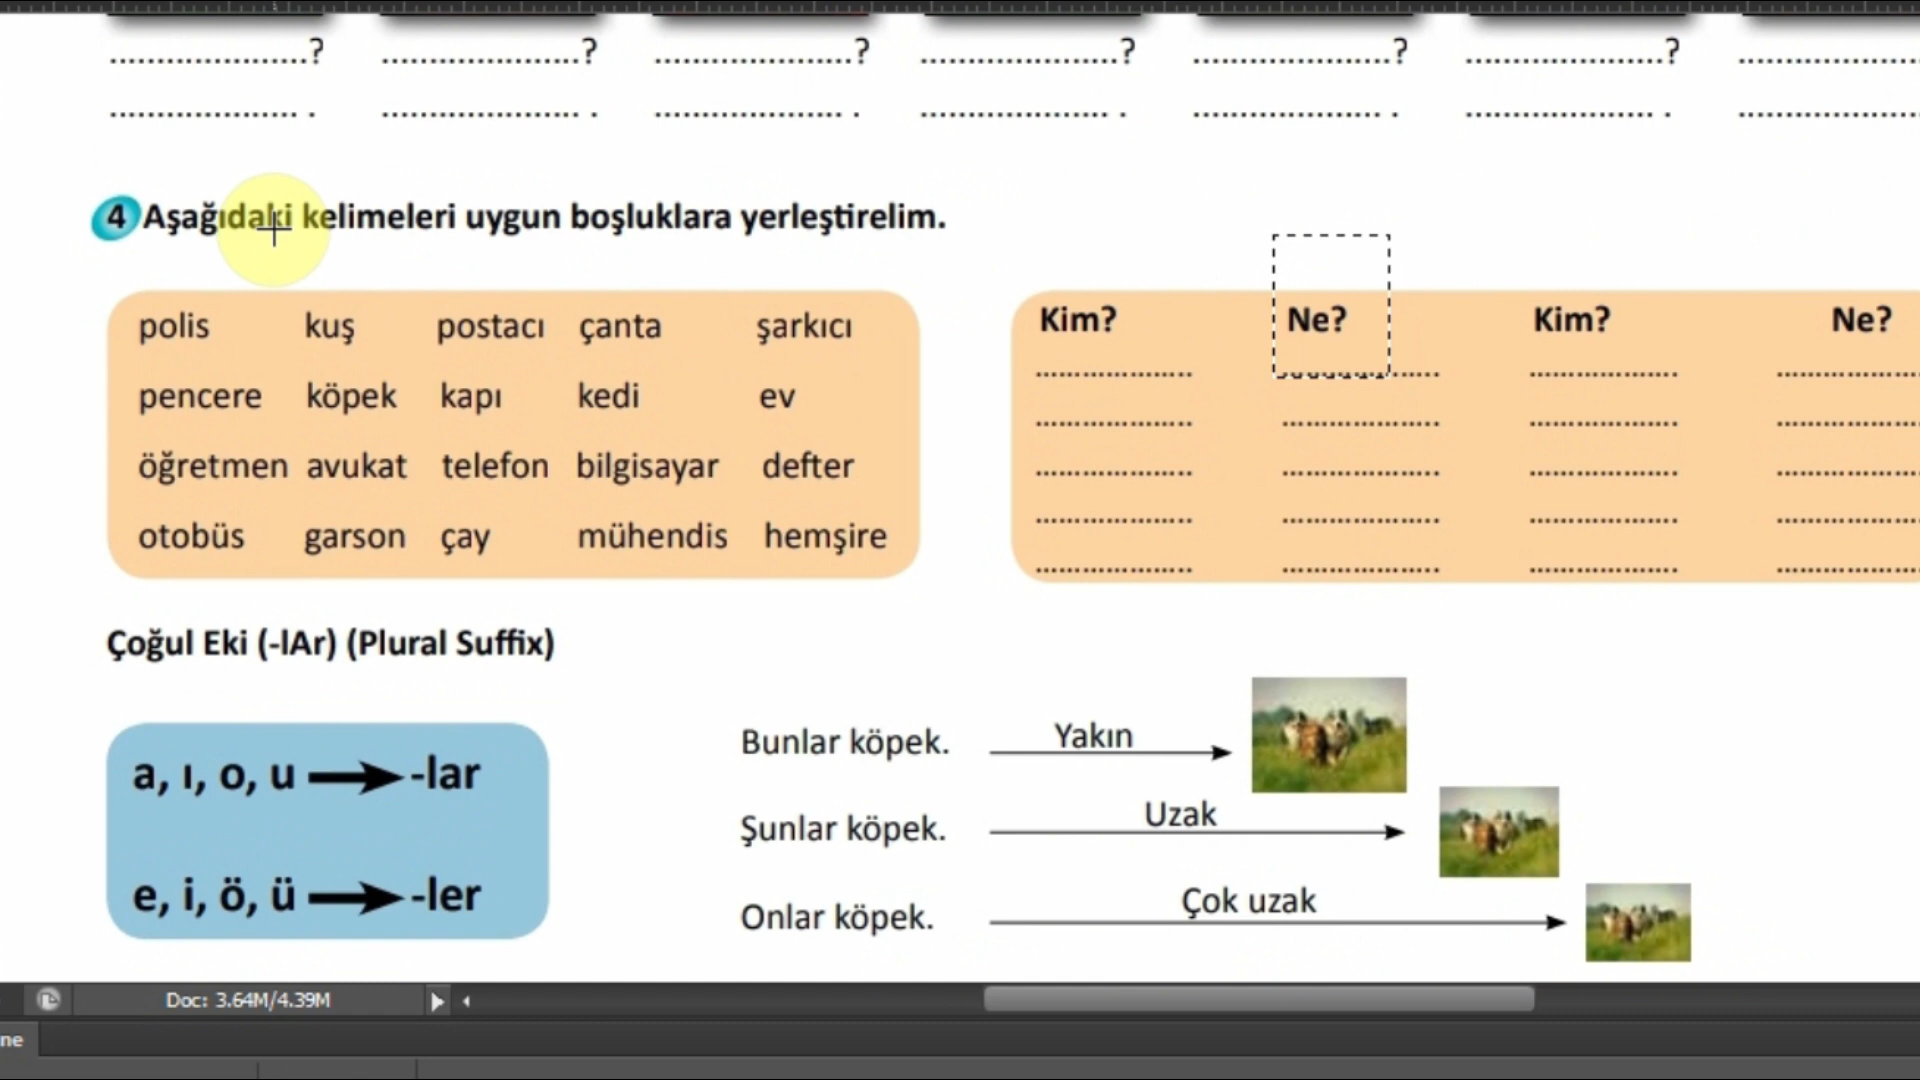 .....................? .....................? .....................? .....................? .....................? .....................? ...................
.................... . ..................... . .................... . .................... . .................... . .................... . ...................
4 Aşağıdaki kelimeleri uygun boşluklara yerleştirelim.
polis kuş postacı çanta şarkıcı
pencere köpek kapı kedi ev
öğretmen avukat telefon bilgisayar defter
otobüs garson çay mühendis hemşire
Kim? Ne? Kim? Ne?
.................... .................... ................... ..................
.................... .................... ................... ..................
.................... .................... ................... ..................
.................... .................... ................... ..................
.................... .................... ................... ..................
Çoğul Eki (-lAr) (Plural Suffix)
a, ı, o, u -lar
e, i, ö, ü -ler
Bunlar köpek. Yakın
Şunlar köpek. Uzak
Onlar köpek. Çok uzak
Doc: 3.64M/4.39M
ne